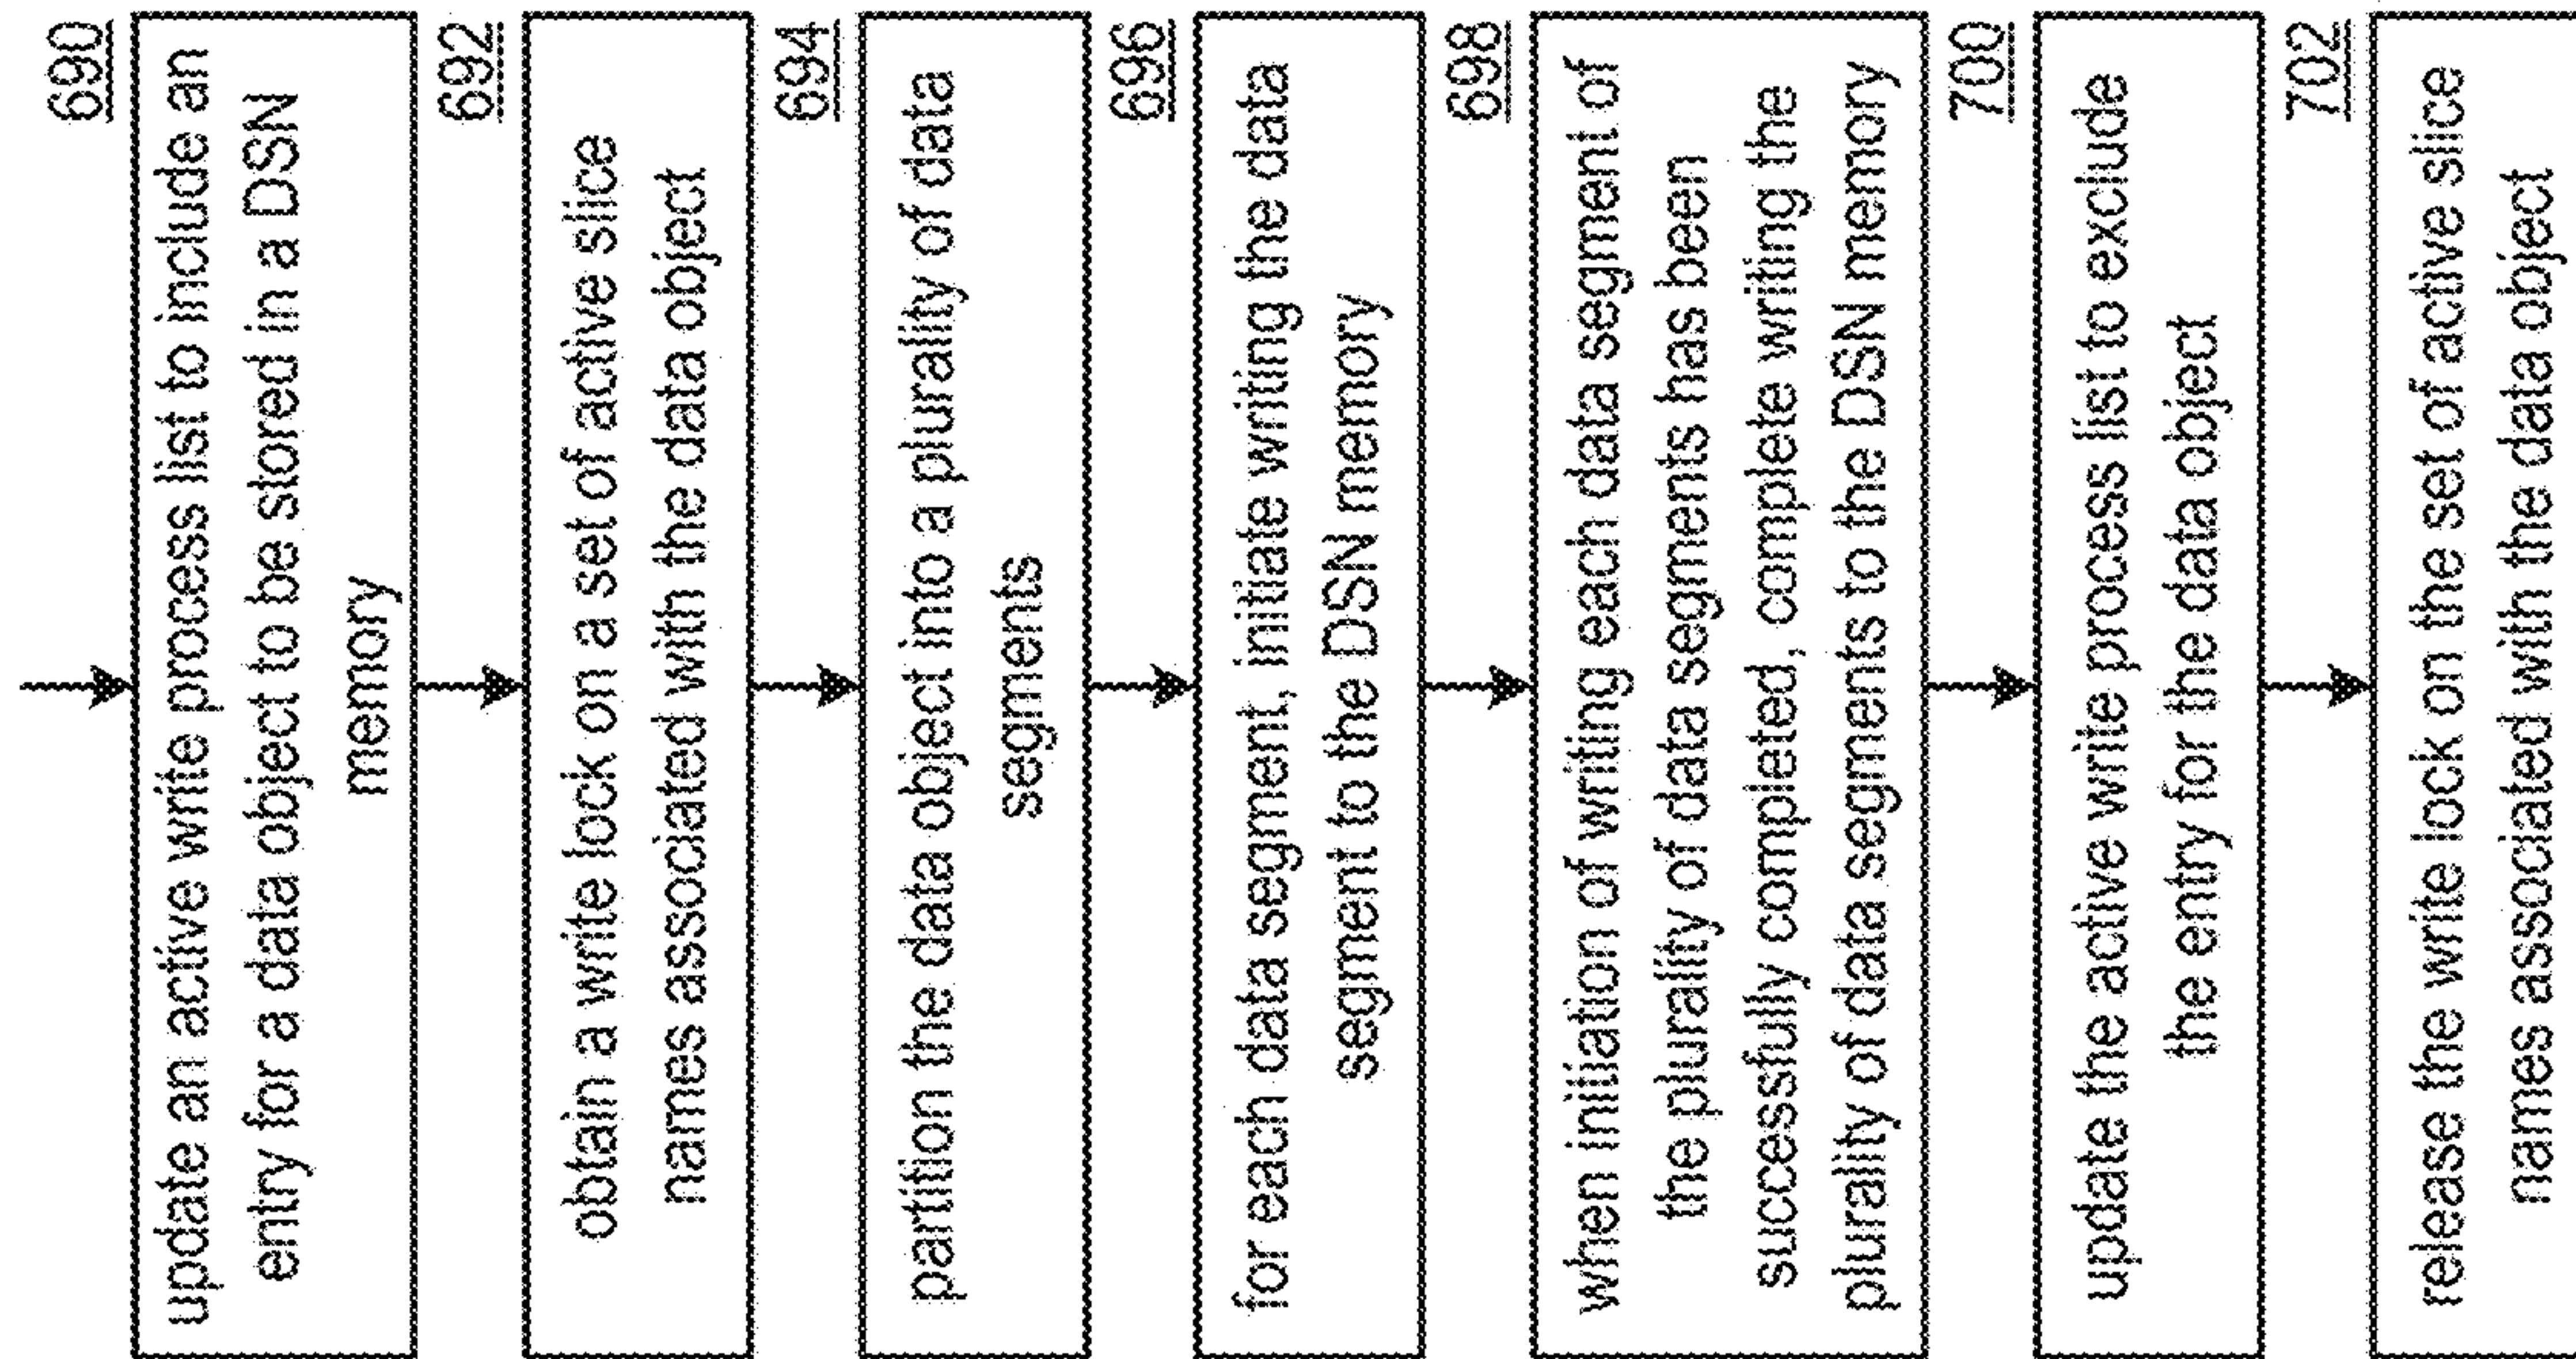 690
update an active write process list to include an
entry for a data object to be stored in a DSN
memory
692
obtain a write lock on a set of active slice
names associated with the data object
694
partition the data object into a plurality of data
segments
696
for each data segment, initiate writing the data
segment to the DSN memory
698
when initiation of writing each data segment of
the plurality of data segments has been
successfully completed, complete writing the
plurality of data segments to the DSN memory
700
update the active write process list to exclude
the entry for the data object
702
release the write lock on the set of active slice
names associated with the data object